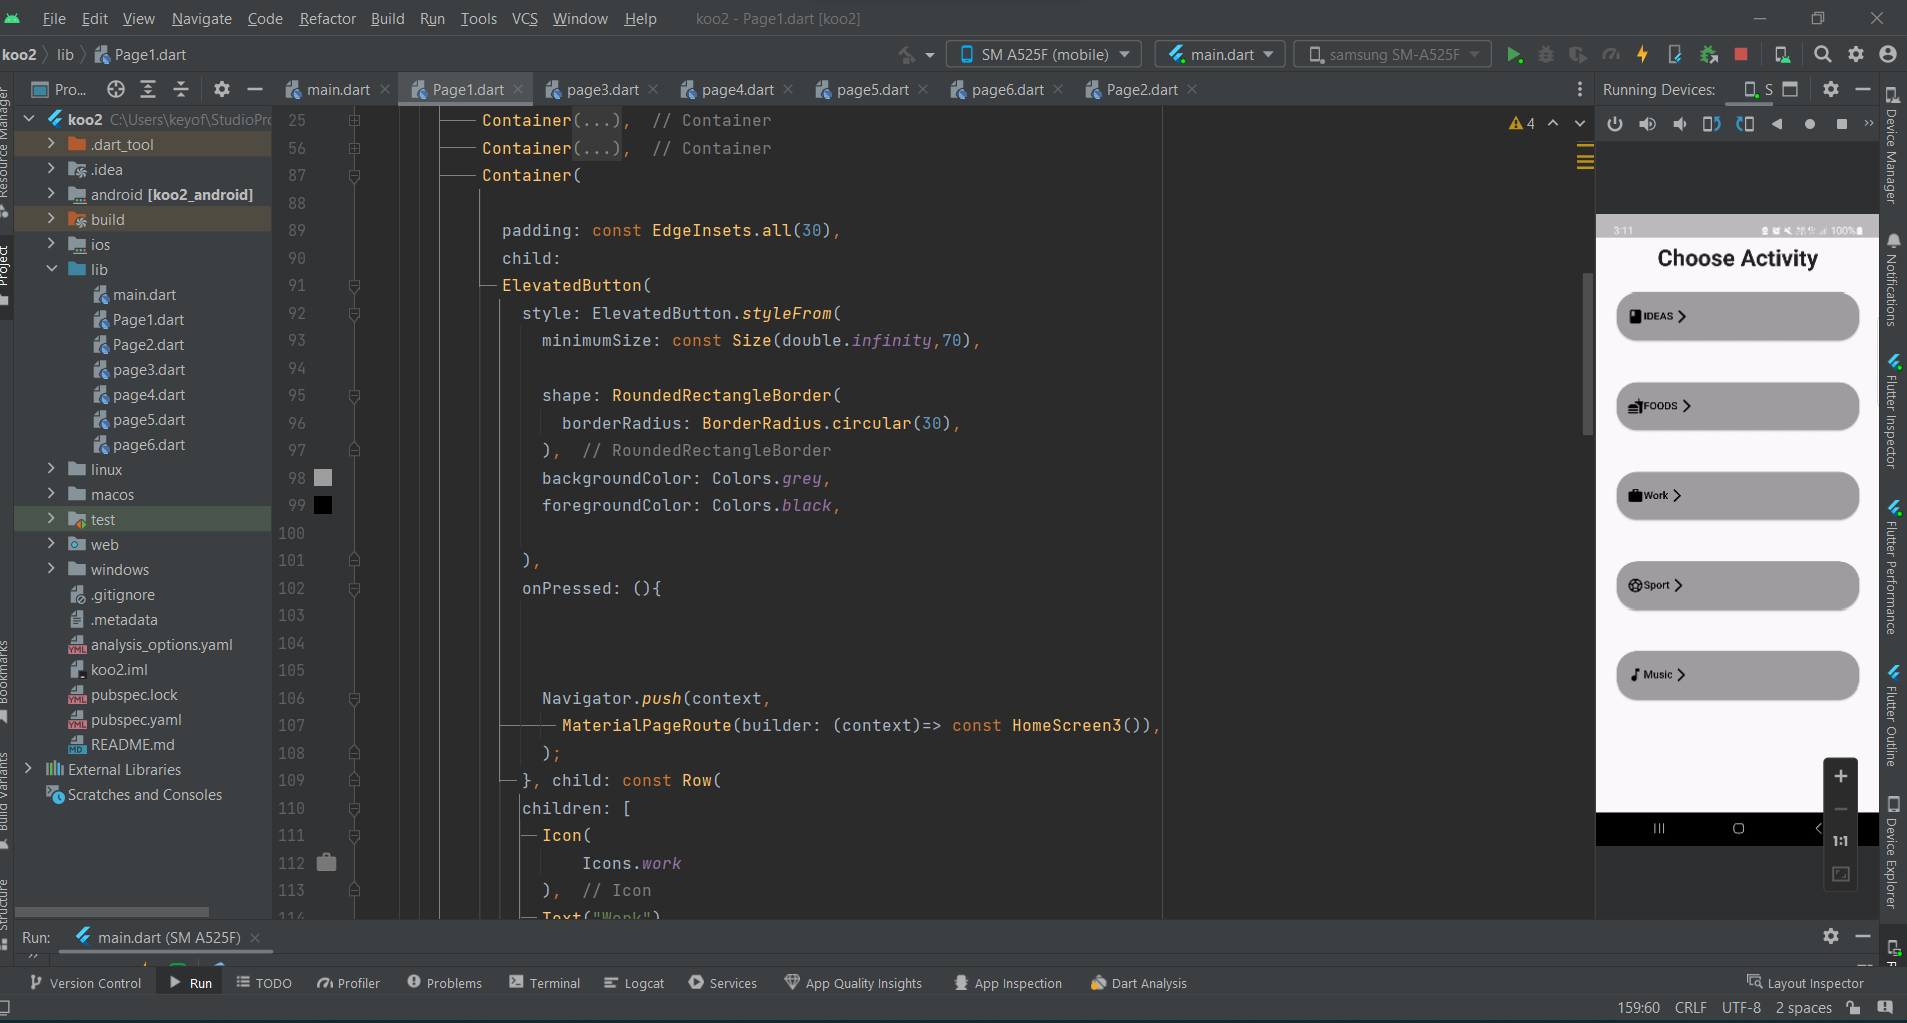 File Edit View Navigate Code Refactor Build Run Tools VCS Window Help koo2 - Page1.dart [koo2]
koo2 lib Page1.dart SM A525F (mobile) main.dart samsung SM-A525F
Pro... main.dart Page1.dart page3.dart page4.dart page5.dart page6.dart Page2.dart Running Devices: S
koo2 C:\Users\keyof\StudioPro
.dart_tool
.idea
android [koo2_android]
build
ios
lib
main.dart
Page1.dart
Page2.dart
page3.dart
page4.dart
page5.dart
page6.dart
linux
macos
test
web
windows
.gitignore
.metadata
analysis_options.yaml
koo2.iml
pubspec.lock
pubspec.yaml
README.md
External Libraries
Scratches and Consoles
Resource Manager
Project
Bookmarks
Build Variants
Structure
4
25 Container(...), // Container
56 Container(...), // Container
87 Container(
88
89 padding: const EdgeInsets.all(30),
90 child:
91 ElevatedButton(
92 style: ElevatedButton.styleFrom(
93 minimumSize: const Size(double.infinity,70),
94
95 shape: RoundedRectangleBorder(
96 borderRadius: BorderRadius.circular(30),
97 ), // RoundedRectangleBorder
98 backgroundColor: Colors.grey,
99 foregroundColor: Colors.black,
100
101 ),
102 onPressed: (){
103
104
105
106 Navigator.push(context,
107 MaterialPageRoute(builder: (context)=> const HomeScreen3()),
108 );
109 }, child: const Row(
110 children: [
111 Icon(
112 Icons.work
113 ), // Icon
114 Text("Work")
3:11 100%
Choose Activity
IDEAS
FOODS
Work
Sport
Music
1:1
Device Manager
Notifications
Flutter Inspector
Flutter Performance
Flutter Outline
Device Explorer
Run: main.dart (SM A525F)
Version Control Run TODO Profiler Problems Terminal Logcat Services App Quality Insights App Inspection Dart Analysis Layout Inspector
159:60 CRLF UTF-8 2 spaces